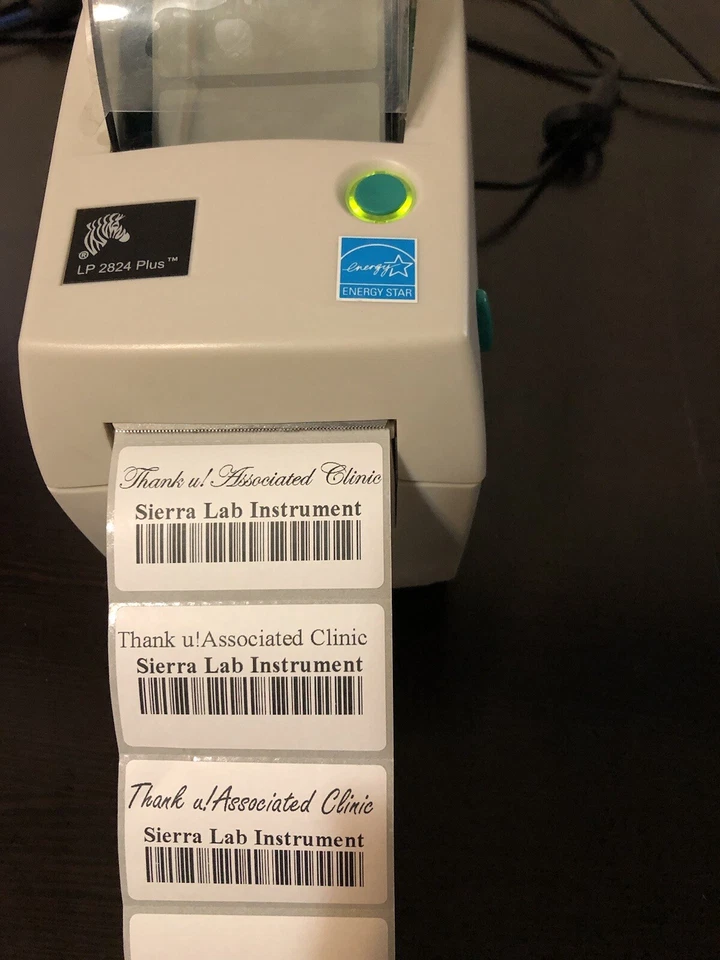 ® LP 2824 Plus™
energy
ENERGY STAR
Thank u! Associated Clinic
Sierra Lab Instrument
Thank u!Associated Clinic
Sierra Lab Instrument
Thank u!Associated Clinic
Sierra Lab Instrument